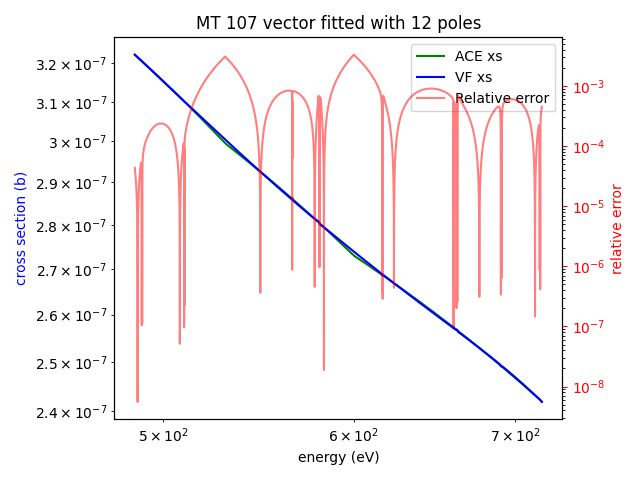 MT 107 vector fitted with 12 poles
ACE xs
VF xs
Relative error
cross section (b)
3.2 × 10⁻⁷
3.1 × 10⁻⁷
3 × 10⁻⁷
2.9 × 10⁻⁷
2.8 × 10⁻⁷
2.7 × 10⁻⁷
2.6 × 10⁻⁷
2.5 × 10⁻⁷
2.4 × 10⁻⁷
10⁻³
10⁻⁴
10⁻⁵
10⁻⁶
10⁻⁷
10⁻⁸
relative error
5 × 10² 6 × 10² 7 × 10²
energy (eV)